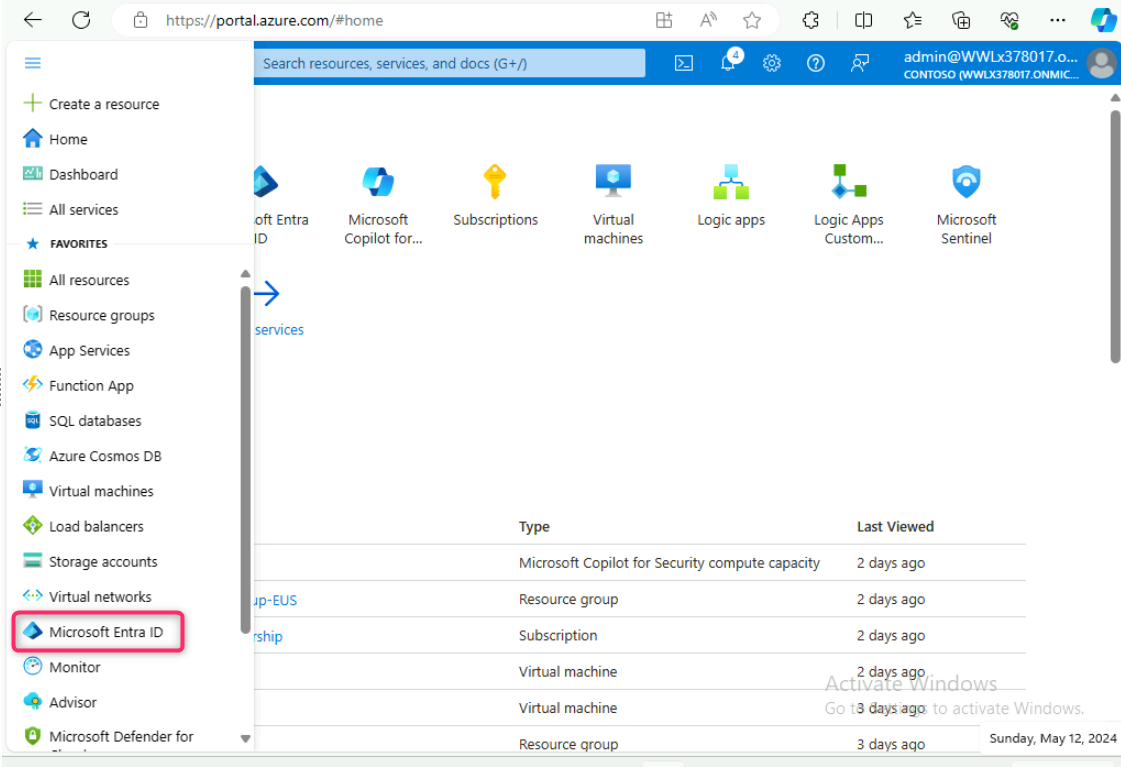 https://portal.azure.com/#home
Search resources, services, and docs (G+/)
4
admin@WWLx378017.o...
CONTOSO (WWLX378017.ONMIC...
Create a resource
Home
Dashboard
All services
FAVORITES
All resources
Resource groups
App Services
Function App
SQL databases
Azure Cosmos DB
Virtual machines
Load balancers
Storage accounts
Virtual networks
Microsoft Entra ID
Monitor
Advisor
Microsoft Defender for
oft Entra
ID
Microsoft
Copilot for...
Subscriptions
Virtual
machines
Logic apps
Logic Apps
Custom...
Microsoft
Sentinel
services
Type Last Viewed
Microsoft Copilot for Security compute capacity 2 days ago
up-EUS Resource group 2 days ago
rship Subscription 2 days ago
Virtual machine 2 days ago
Virtual machine 3 days ago
Resource group 3 days ago
Activate Windows
Go to Settings to activate Windows.
Sunday, May 12, 2024